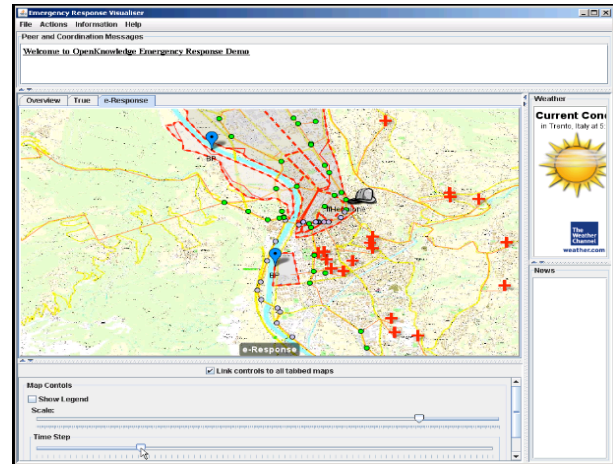 Emergency Response Visualiser
File Actions Information Help
Peer and Coordination Messages
Welcome to OpenKnowledge Emergency Response Demo
Overview True e-Response
Weather
Current Con
in Trento, Italy at 5:
The
Weather
Channel
weather.com
News
BP
BP
e-Response
Link controls to all tabbed maps
Map Contols
Show Legend
Scale:
Time Step